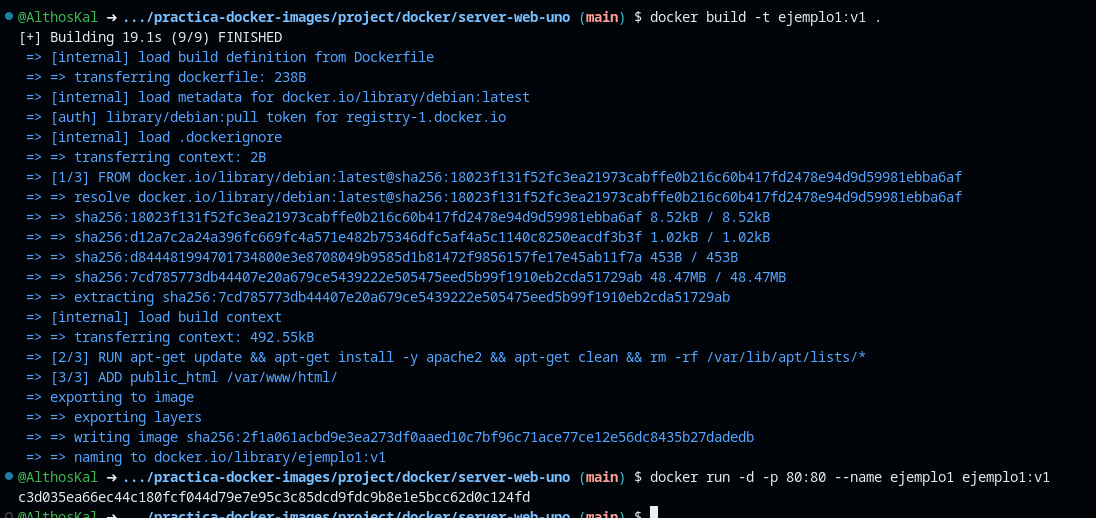 @AlthosKal ➜ .../practica-docker-images/project/docker/server-web-uno (main) $ docker build -t ejemplo1:v1 .
[+] Building 19.1s (9/9) FINISHED
=> [internal] load build definition from Dockerfile
=> => transferring dockerfile: 238B
=> [internal] load metadata for docker.io/library/debian:latest
=> [auth] library/debian:pull token for registry-1.docker.io
=> [internal] load .dockerignore
=> => transferring context: 2B
=> [1/3] FROM docker.io/library/debian:latest@sha256:18023f131f52fc3ea21973cabffe0b216c60b417fd2478e94d9d59981ebba6af
=> => resolve docker.io/library/debian:latest@sha256:18023f131f52fc3ea21973cabffe0b216c60b417fd2478e94d9d59981ebba6af
=> => sha256:18023f131f52fc3ea21973cabffe0b216c60b417fd2478e94d9d59981ebba6af 8.52kB / 8.52kB
=> => sha256:d12a7c2a24a396fc669fc4a571e482b75346dfc5af4a5c1140c8250eacdf3b3f 1.02kB / 1.02kB
=> => sha256:d844481994701734800e3e8708049b9585d1b81472f9856157fe17e45ab11f7a 453B / 453B
=> => sha256:7cd785773db44407e20a679ce5439222e505475eed5b99f1910eb2cda51729ab 48.47MB / 48.47MB
=> => extracting sha256:7cd785773db44407e20a679ce5439222e505475eed5b99f1910eb2cda51729ab
=> [internal] load build context
=> => transferring context: 492.55kB
=> [2/3] RUN apt-get update && apt-get install -y apache2 && apt-get clean && rm -rf /var/lib/apt/lists/*
=> [3/3] ADD public_html /var/www/html/
=> exporting to image
=> => exporting layers
=> => writing image sha256:2f1a061acbd9e3ea273df0aaed10c7bf96c71ace77ce12e56dc8435b27dadedb
=> => naming to docker.io/library/ejemplo1:v1
@AlthosKal ➜ .../practica-docker-images/project/docker/server-web-uno (main) $ docker run -d -p 80:80 --name ejemplo1 ejemplo1:v1
c3d035ea66ec44c180fcf044d79e7e95c3c85dcd9fdc9b8e1e5bcc62d0c124fd
@AlthosKal ➜ .../practica-docker-images/project/docker/server-web-uno (main) $